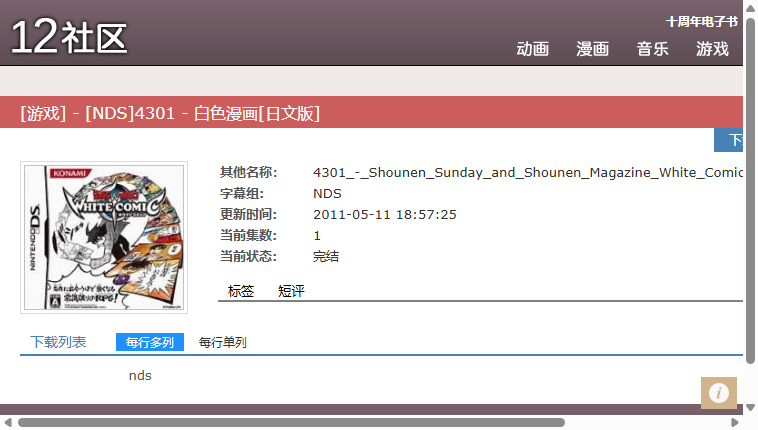 12社区
十周年电子书
动画 漫画 音乐 游戏
[游戏] - [NDS]4301 - 白色漫画[日文版]
KONAMI
WHITE COMIC
NINTENDO DS
其他名称: 4301_-_Shounen_Sunday_and_Shounen_Magazine_White_Comic
字幕组: NDS
更新时间: 2011-05-11 18:57:25
当前集数: 1
当前状态: 完结
标签 短评
下载列表 每行多列 每行单列
nds